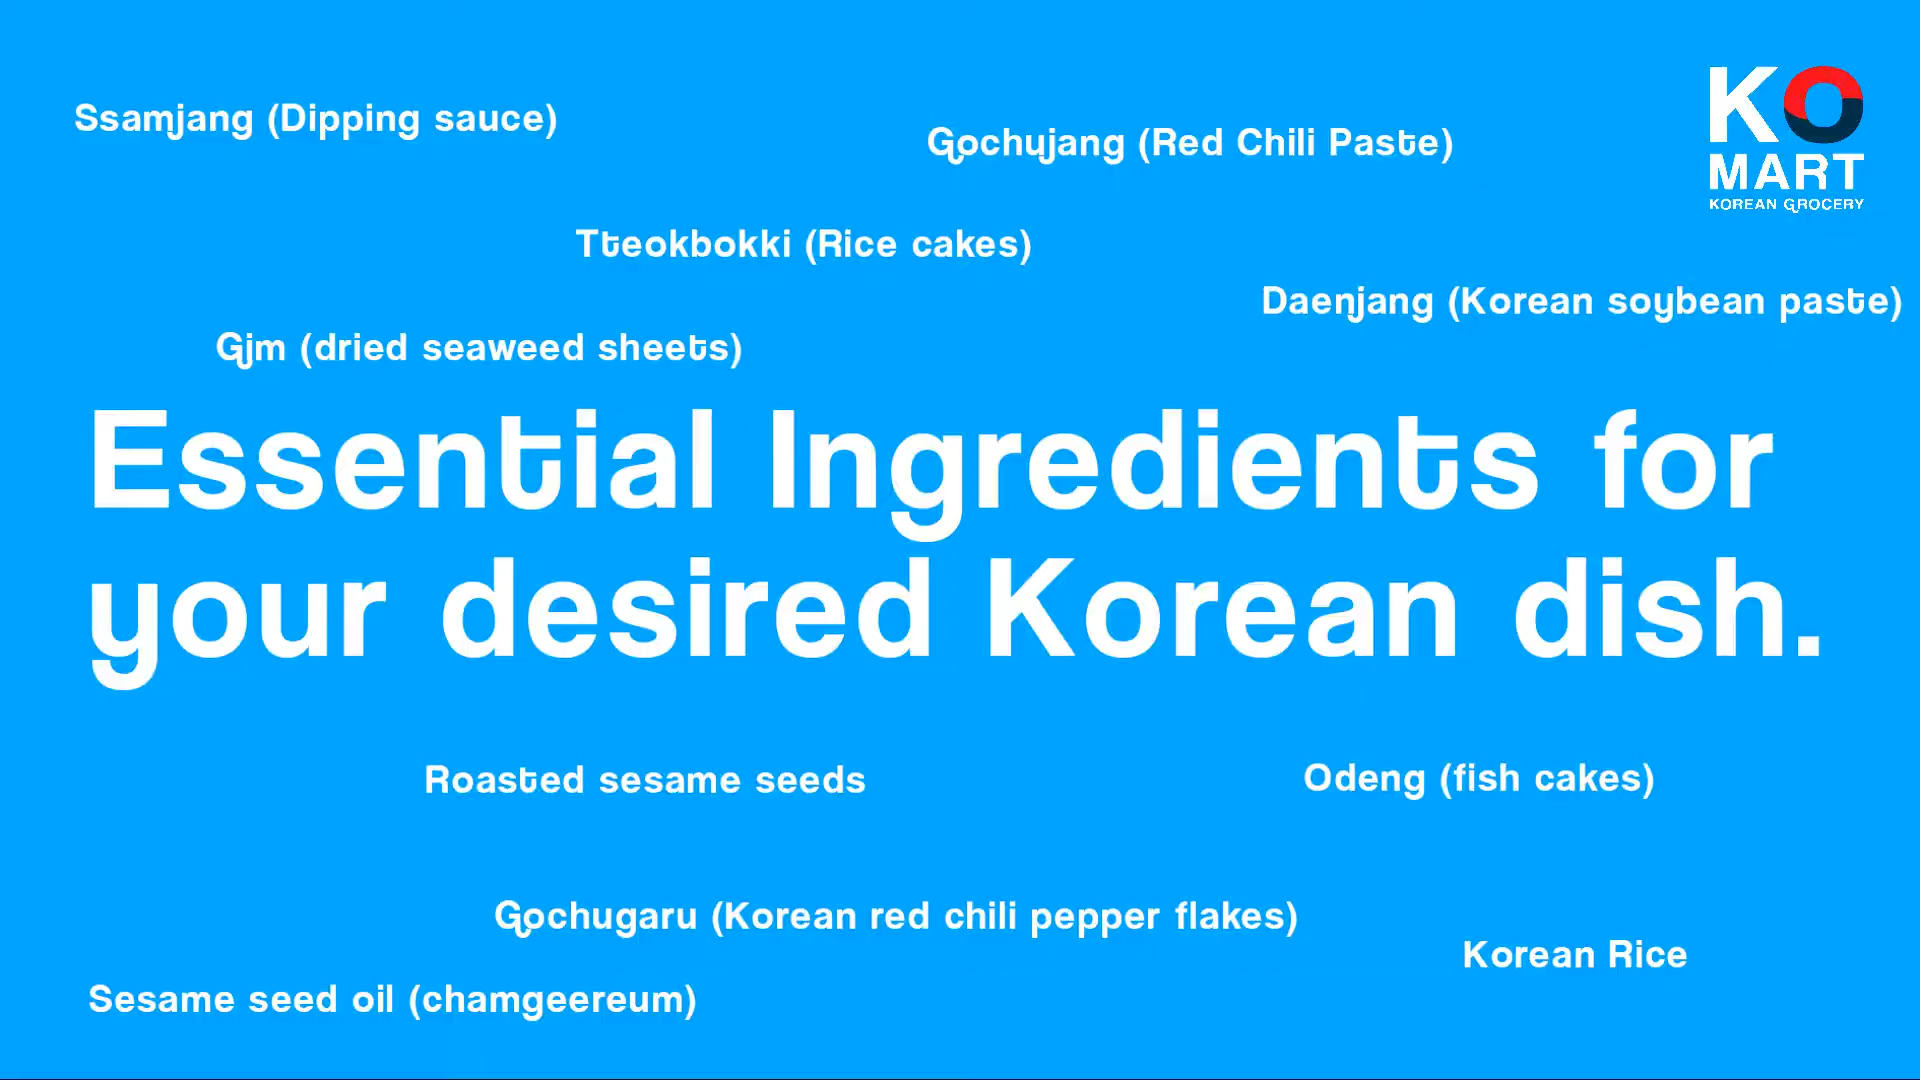 Ssamjang (Dipping sauce)
Gochujang (Red Chili Paste)
KO
MART
KOREAN GROCERY
Tteokbokki (Rice cakes)
Daenjang (Korean soybean paste)
Gim (dried seaweed sheets)
Essential Ingredients for
your desired Korean dish.
Roasted sesame seeds
Odeng (fish cakes)
Gochugaru (Korean red chili pepper flakes)
Korean Rice
Sesame seed oil (chamgeereum)